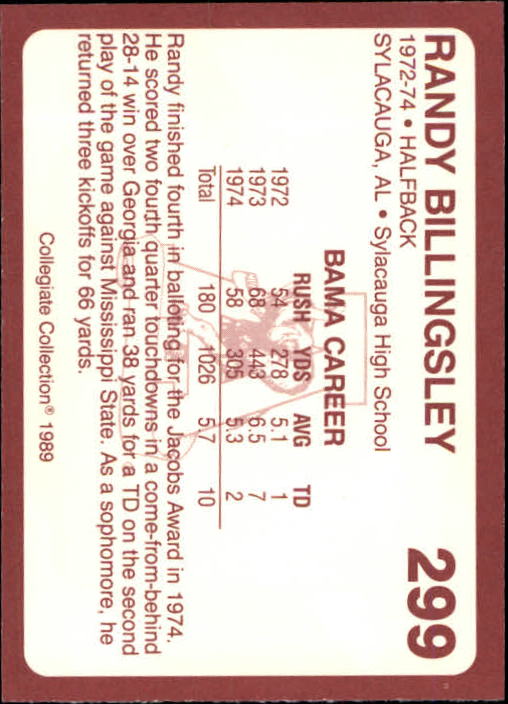 RANDY BILLINGSLEY 299
1972-74 • HALFBACK
SYLACAUGA, AL • Sylacauga High School
BAMA CAREER
RUSH YDS AVG TD
1972 54 278 5.1 1
1973 68 443 6.5 7
1974 58 305 5.3 2
Total 180 1026 5.7 10
Randy finished fourth in balloting for the Jacobs Award in 1974.
He scored two fourth quarter touchdowns in a come-from-behind
28-14 win over Georgia and ran 38 yards for a TD on the second
play of the game against Mississippi State. As a sophomore, he
returned three kickoffs for 66 yards.
Collegiate Collection® 1989